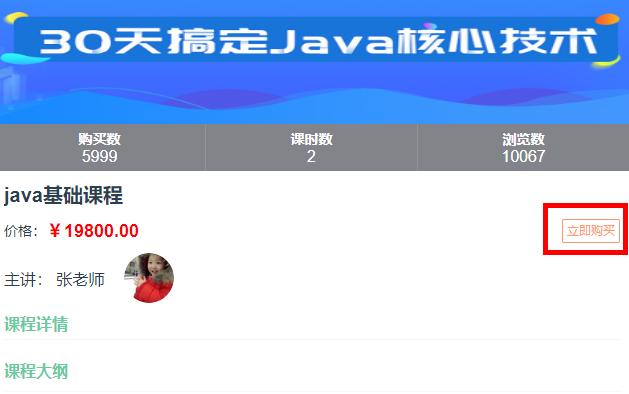 30天搞定Java核心技术
购买数 课时数 浏览数
5999 2 10067
java基础课程
价格：￥19800.00 立即购买
主讲： 张老师
课程详情
课程大纲